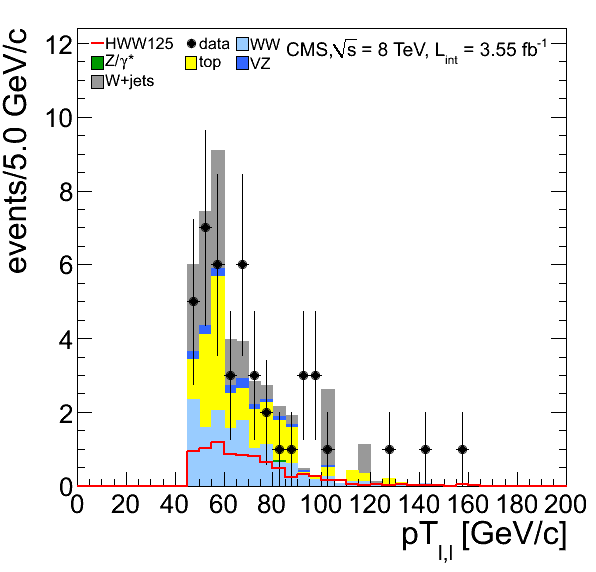 HWW125 data WW CMS,√s = 8 TeV, L_int = 3.55 fb⁻¹
Z/γ* top VZ
W+jets
events/5.0 GeV/c
12
10
8
6
4
2
0
0 20 40 60 80 100 120 140 160 180 200
pT_l,l [GeV/c]